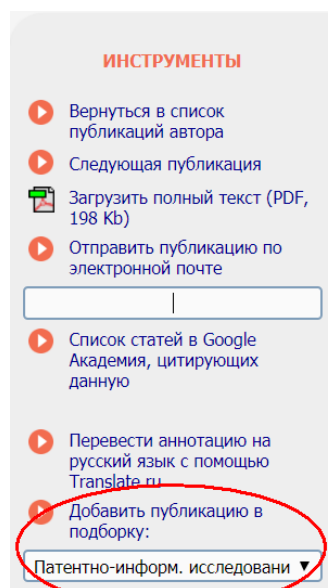 ИНСТРУМЕНТЫ
Вернуться в список
публикаций автора
Следующая публикация
Загрузить полный текст (PDF,
198 Kb)
Отправить публикацию по
электронной почте
Список статей в Google
Академия, цитирующих
данную
Перевести аннотацию на
русский язык с помощью
Translate.ru
Добавить публикацию в
подборку:
Патентно-информ. исследовани